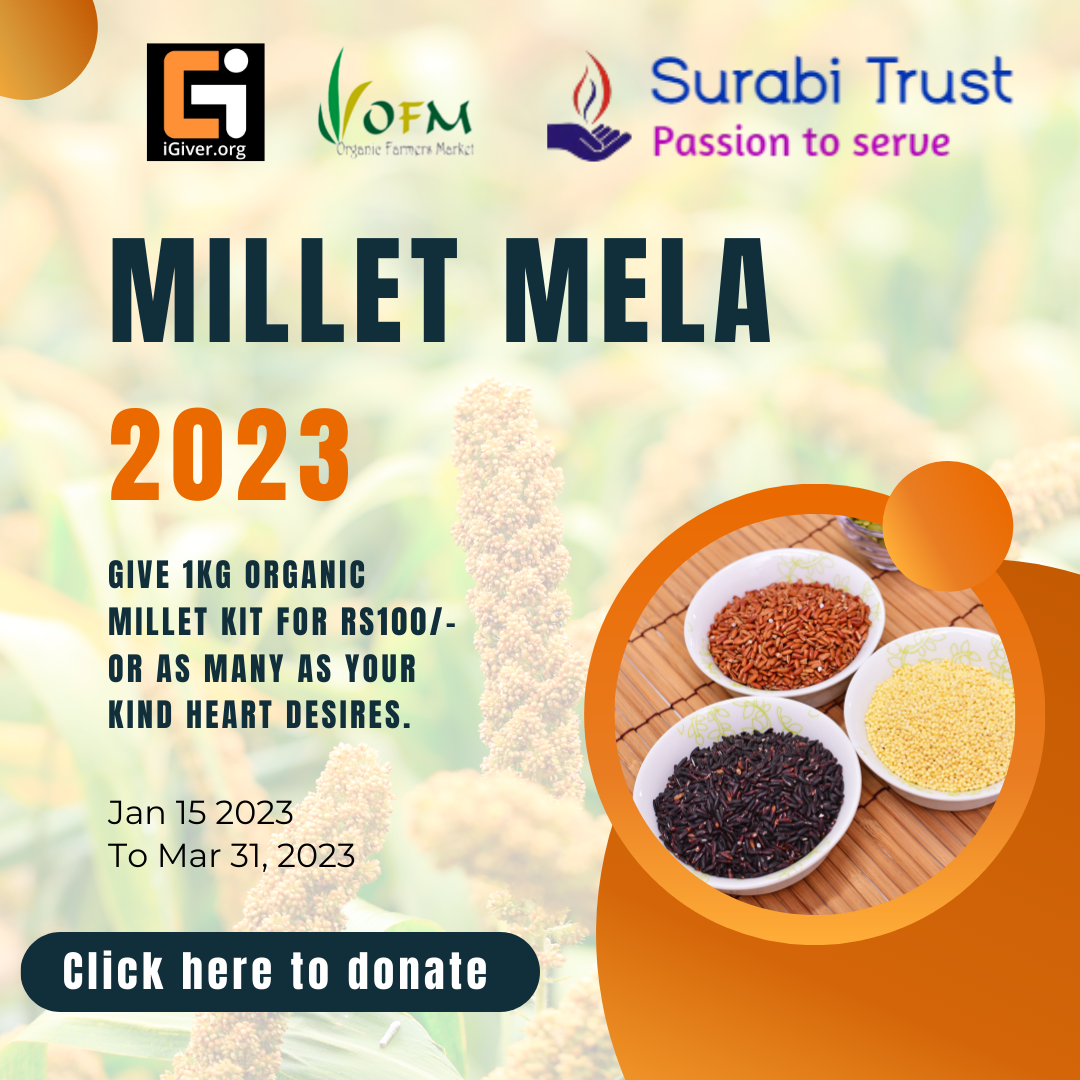 iGiver.org
OFM
Organic Farmers Market
Surabi Trust
Passion to serve
MILLET MELA
2023
GIVE 1KG ORGANIC
MILLET KIT FOR RS100/-
OR AS MANY AS YOUR
KIND HEART DESIRES.
Jan 15 2023
To Mar 31, 2023
Click here to donate